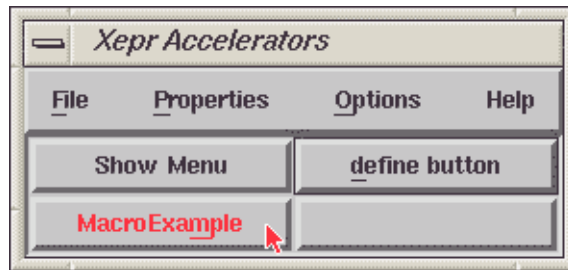 Xepr Accelerators
File Properties Options Help
Show Menu define button
MacroExample